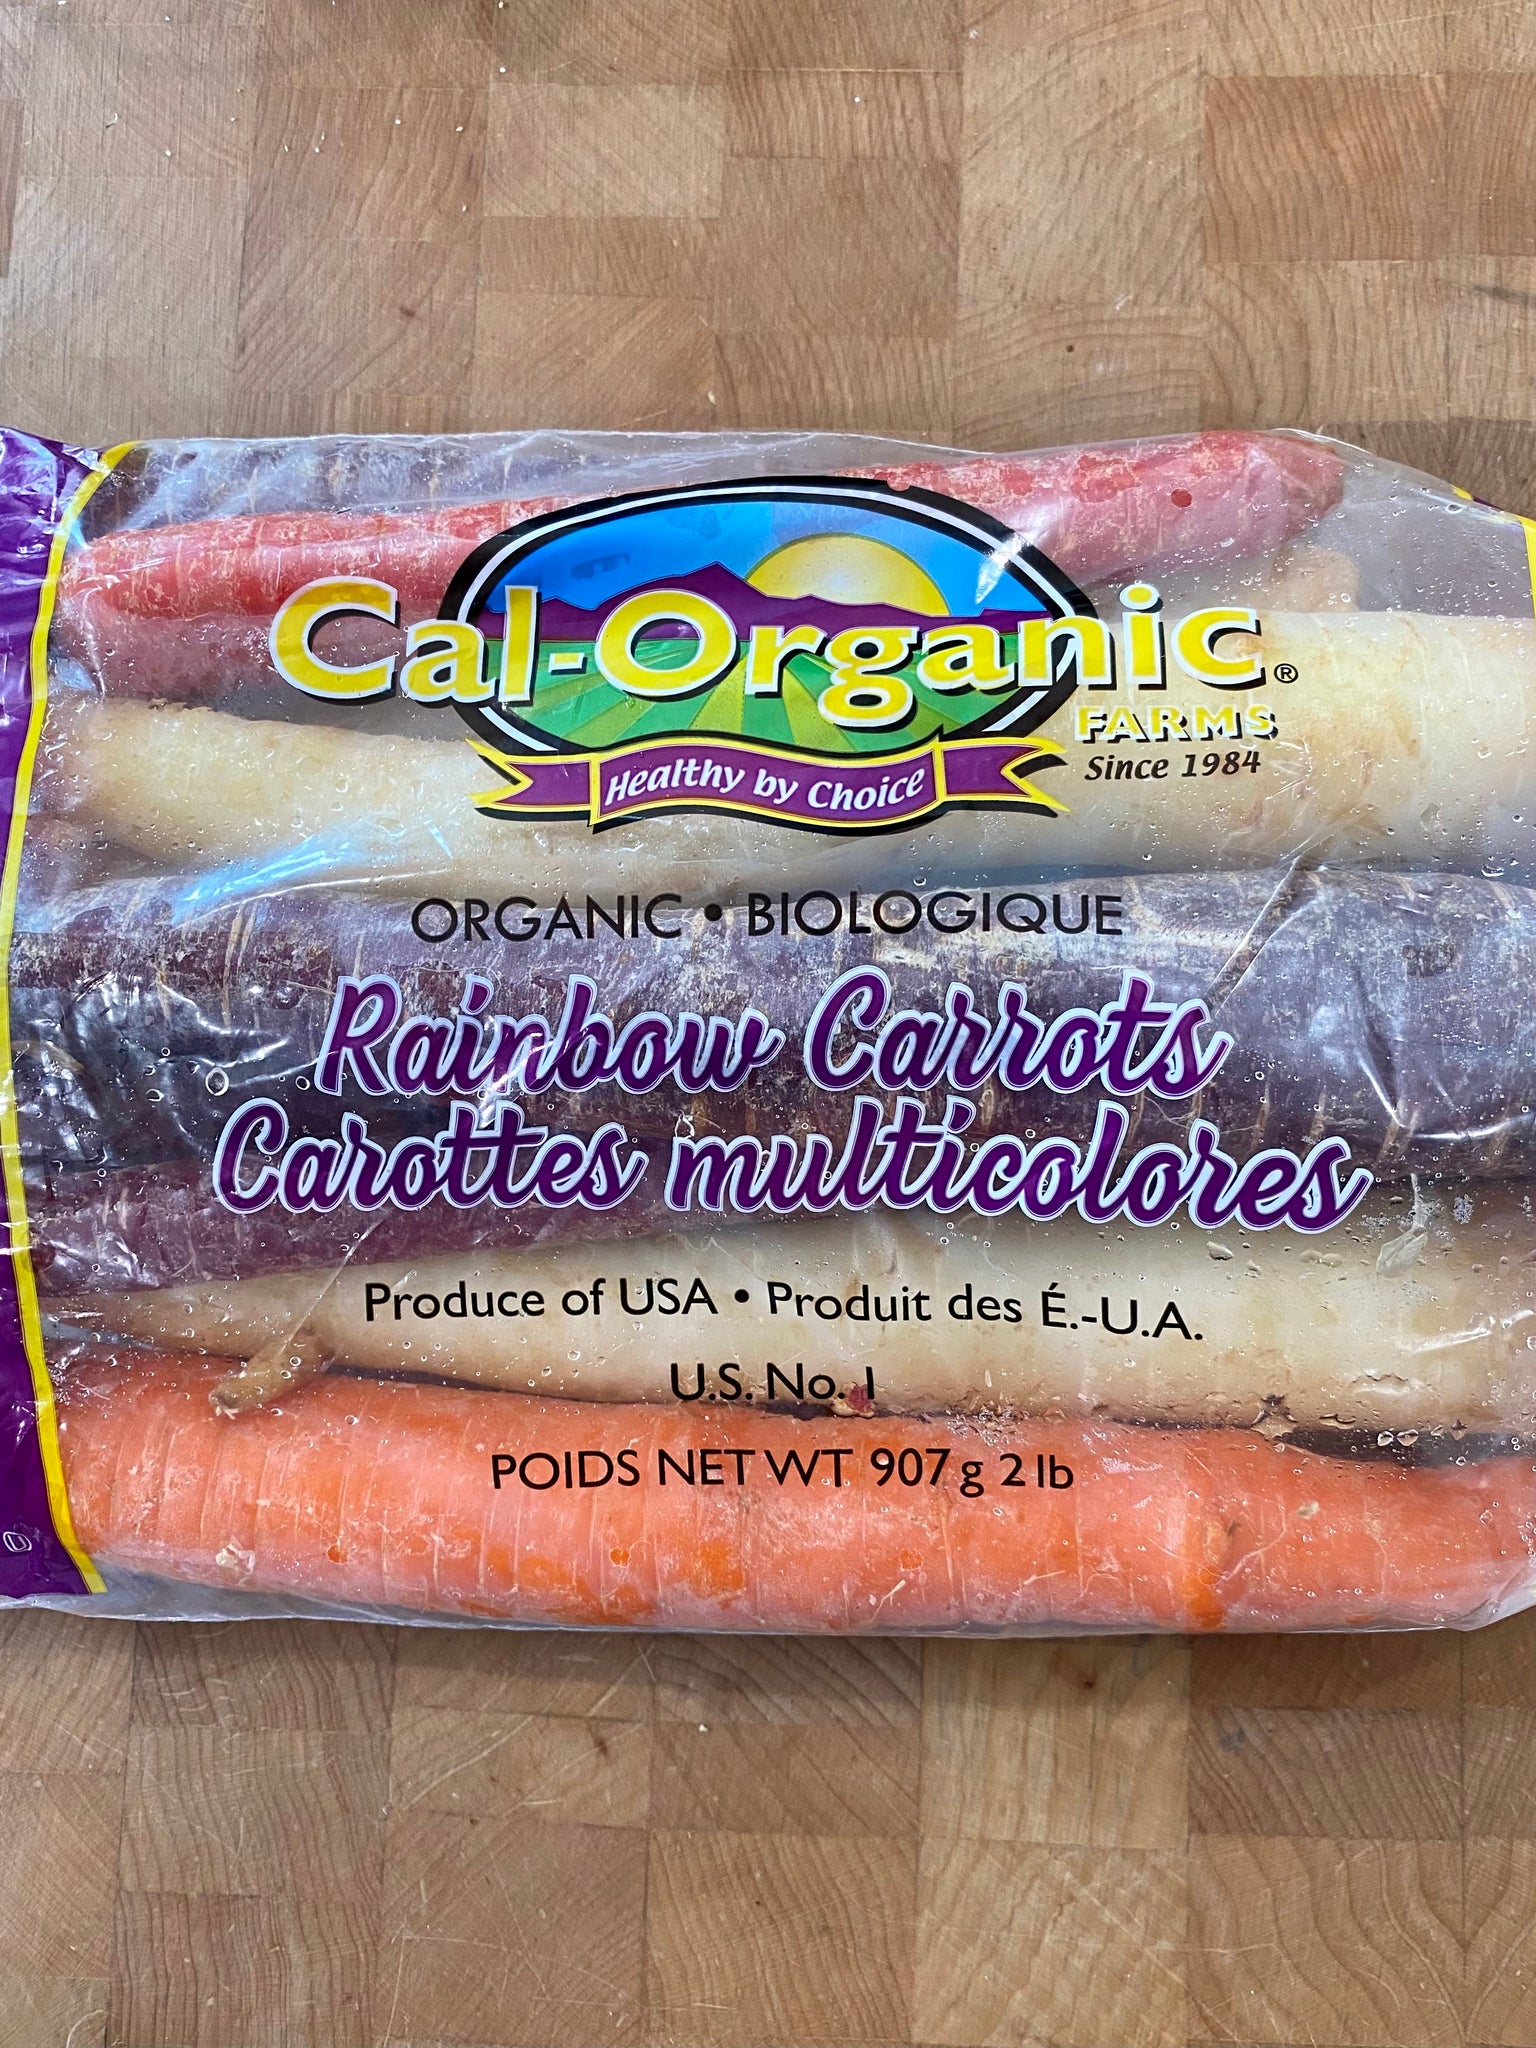 Cal-Organic®
FARMS
Since 1984
Healthy by Choice
ORGANIC • BIOLOGIQUE
Rainbow Carrots
Carottes multicolores
Produce of USA • Produit des É.-U.A.
U.S. No. 1
POIDS NET WT 907 g 2 lb